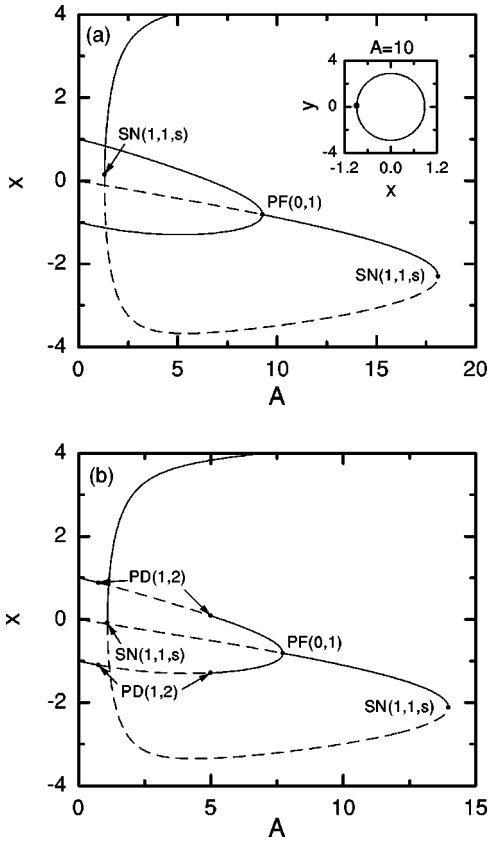 (a)
4
2
0
-2
-4
x
SN(1,1,s)
PF(0,1)
SN(1,1,s)
A=10
4
0
-4
y
-1.2 0.0 1.2
x
0 5 10 15 20
A
(b)
4
2
0
-2
-4
x
PD(1,2)
SN(1,1,s)
PD(1,2)
PF(0,1)
SN(1,1,s)
0 5 10 15
A